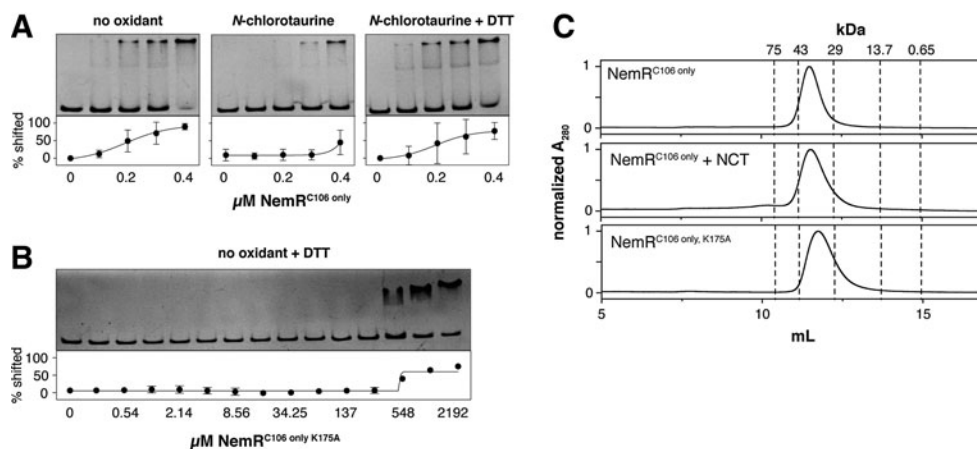 A
no oxidant
N-chlorotaurine
N-chlorotaurine + DTT
% shifted
100
50
0
0 0.2 0.4
0 0.2 0.4
0 0.2 0.4
µM NemR^C106 only
B
no oxidant + DTT
% shifted
100
50
0
0 0.54 2.14 8.56 34.25 137 548 2192
µM NemR^C106 only K175A
C
kDa
75 43 29 13.7 0.65
normalized A_280
1
NemR^C106 only
0
1
NemR^C106 only + NCT
0
1
NemR^C106 only, K175A
0
5 10 15
mL